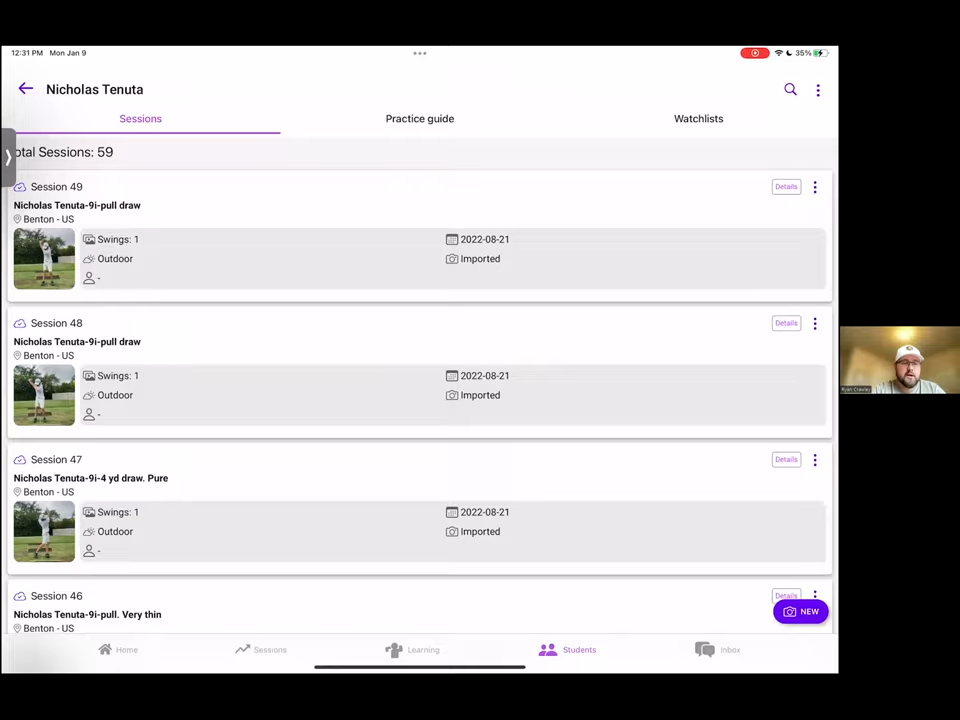 12:31 PM Mon Jan 9
35%
Nicholas Tenuta
Sessions Practice guide Watchlists
otal Sessions: 59
Session 49 Details
Nicholas Tenuta-9i-pull draw
Benton - US
Swings: 1 2022-08-21
Outdoor Imported
-
Session 48 Details
Nicholas Tenuta-9i-pull draw
Benton - US
Swings: 1 2022-08-21
Outdoor Imported
-
Session 47 Details
Nicholas Tenuta-9i-4 yd draw. Pure
Benton - US
Swings: 1 2022-08-21
Outdoor Imported
-
Session 46 Details
Nicholas Tenuta-9i-pull. Very thin
NEW
Benton - US
Home Sessions Learning Students Inbox
Ryan Crawley